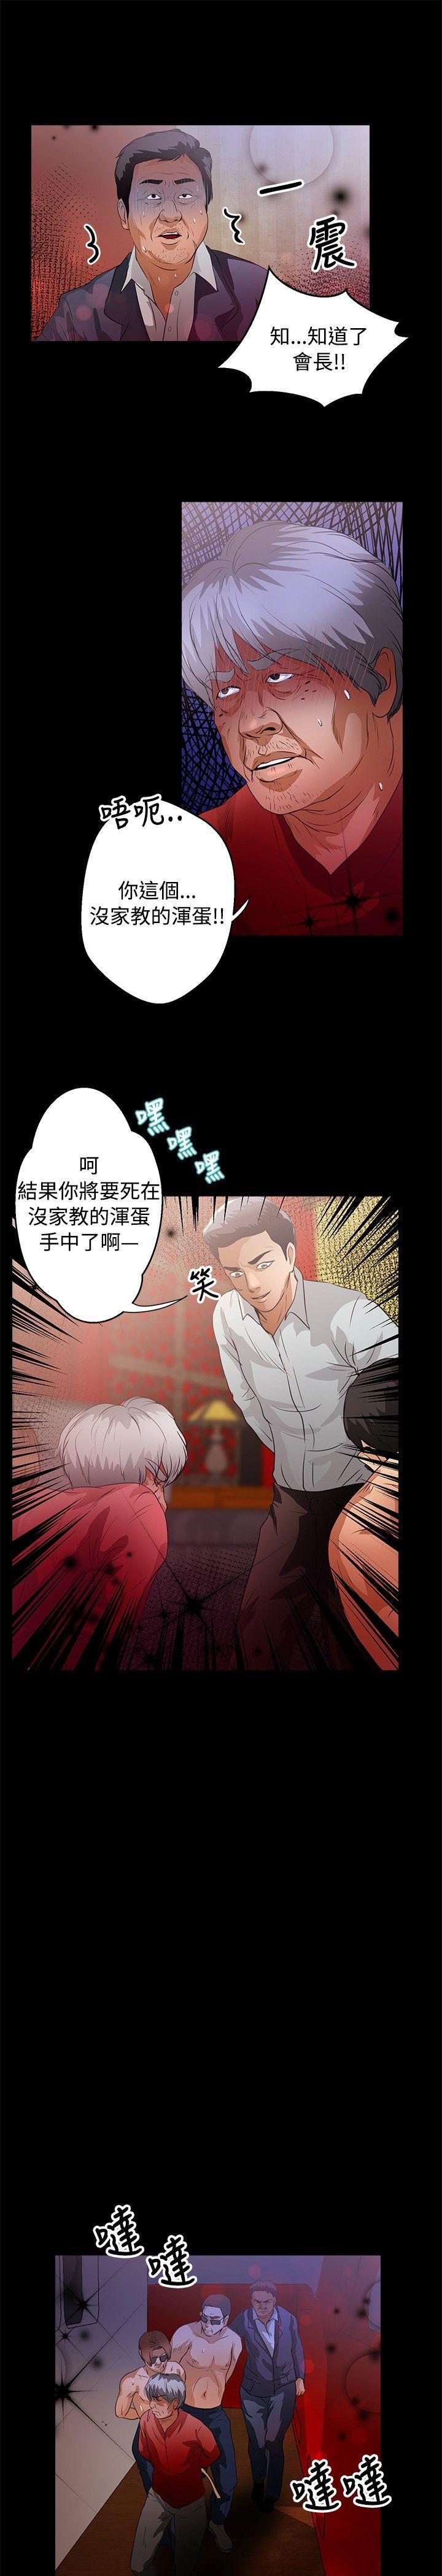 一震
知...知道了
會長!!
唔呃..
你這個...
沒家教的渾蛋!!
嘿嘿嘿
呵
結果你將要死在
沒家教的渾蛋
手中了啊—
笑
噠噠
噠噠